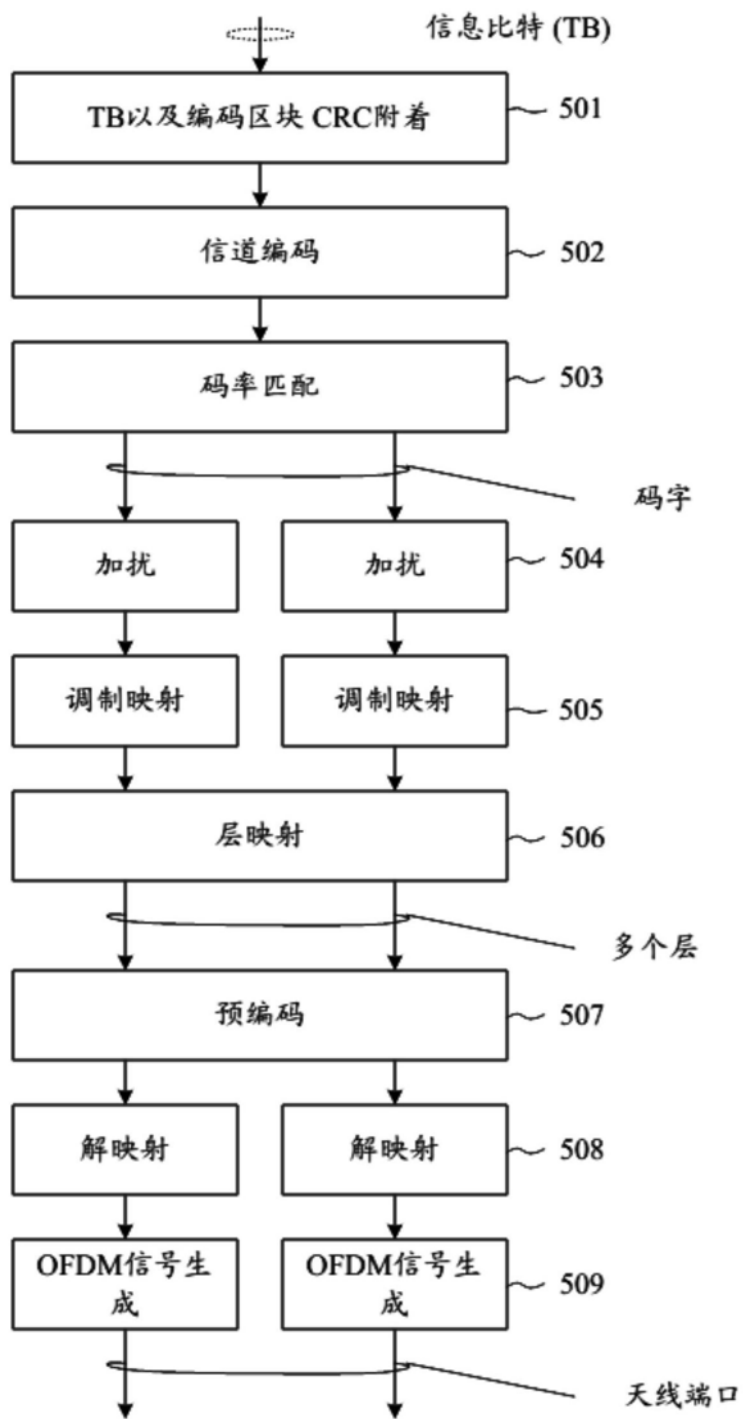 信息比特 (TB)
TB以及编码区块 CRC附着
501
信道编码
502
码率匹配
503
码字
加扰
加扰
504
调制映射
调制映射
505
层映射
506
多个层
预编码
507
解映射
解映射
508
OFDM信号生
成
OFDM信号生
成
509
天线端口